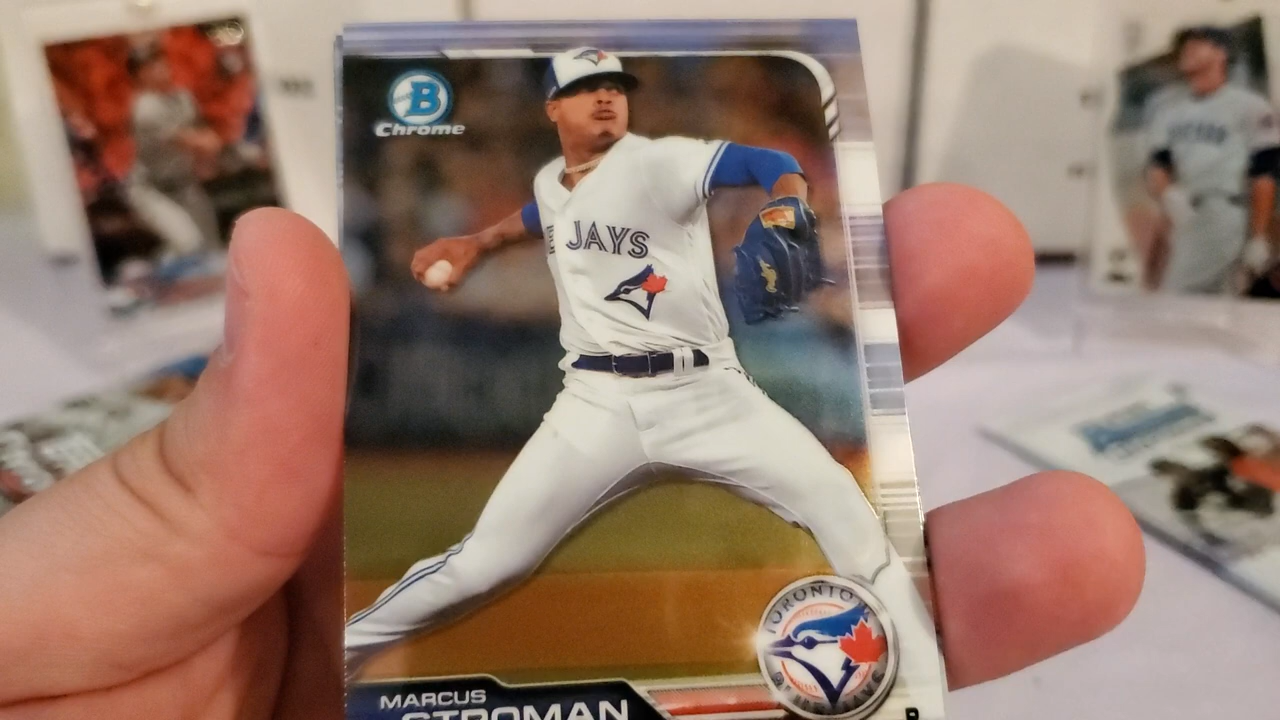 B
Chrome
JAYS
TORONTO
BLUE JAYS
MARCUS
STROMAN